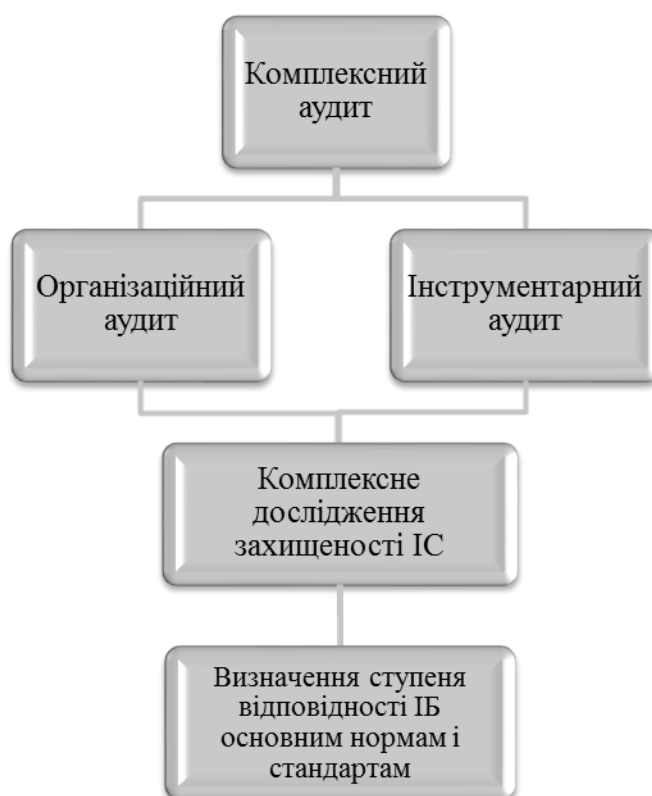 Комплексний
аудит
Організаційний
аудит
Інструментарний
аудит
Комплексне
дослідження
захищеності ІС
Визначення ступеня
відповідності ІБ
основним нормам і
стандартам